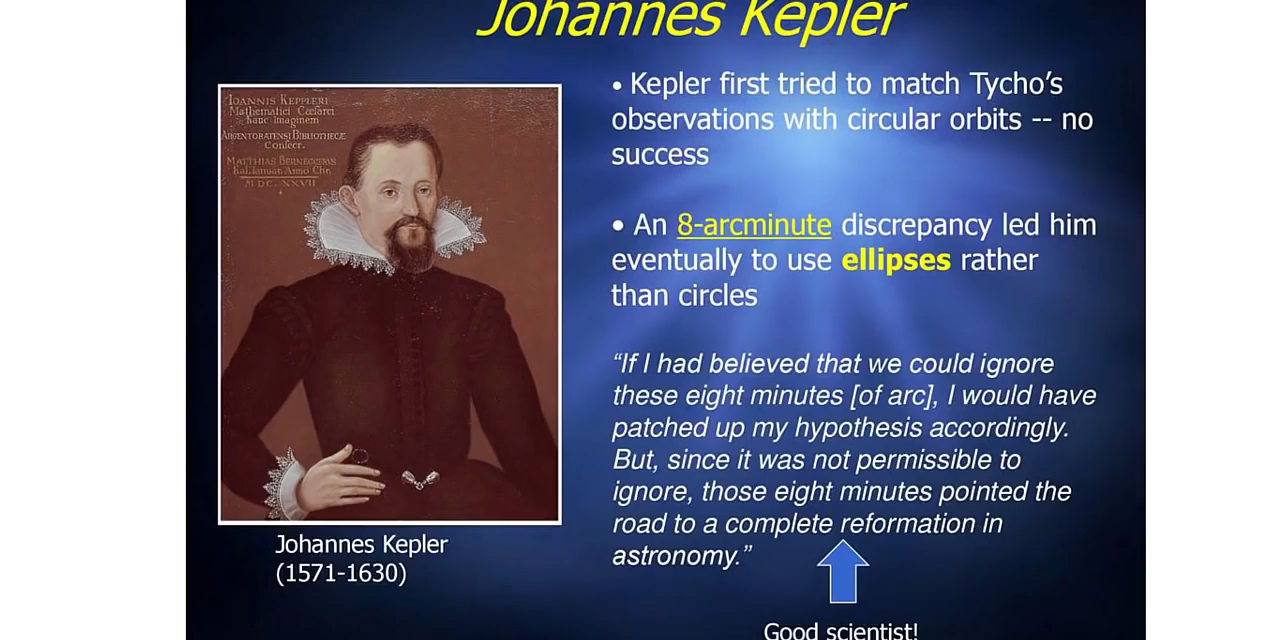 Johannes Kepler
IOANNIS KEPPLERI
Mathematici Cæsarei
hanc Imaginem
ARGENTORATENSI BIBLIOTHECÆ
Consecr.
MATTHIAS BERNEGGERUS
Kal. Januar. Anno Chr.
M DC. XXVII
Johannes Kepler
(1571-1630)
• Kepler first tried to match Tycho’s
observations with circular orbits -- no
success
• An 8-arcminute discrepancy led him
eventually to use ellipses rather
than circles
“If I had believed that we could ignore
these eight minutes [of arc], I would have
patched up my hypothesis accordingly.
But, since it was not permissible to
ignore, those eight minutes pointed the
road to a complete reformation in
astronomy.”
Good scientist!